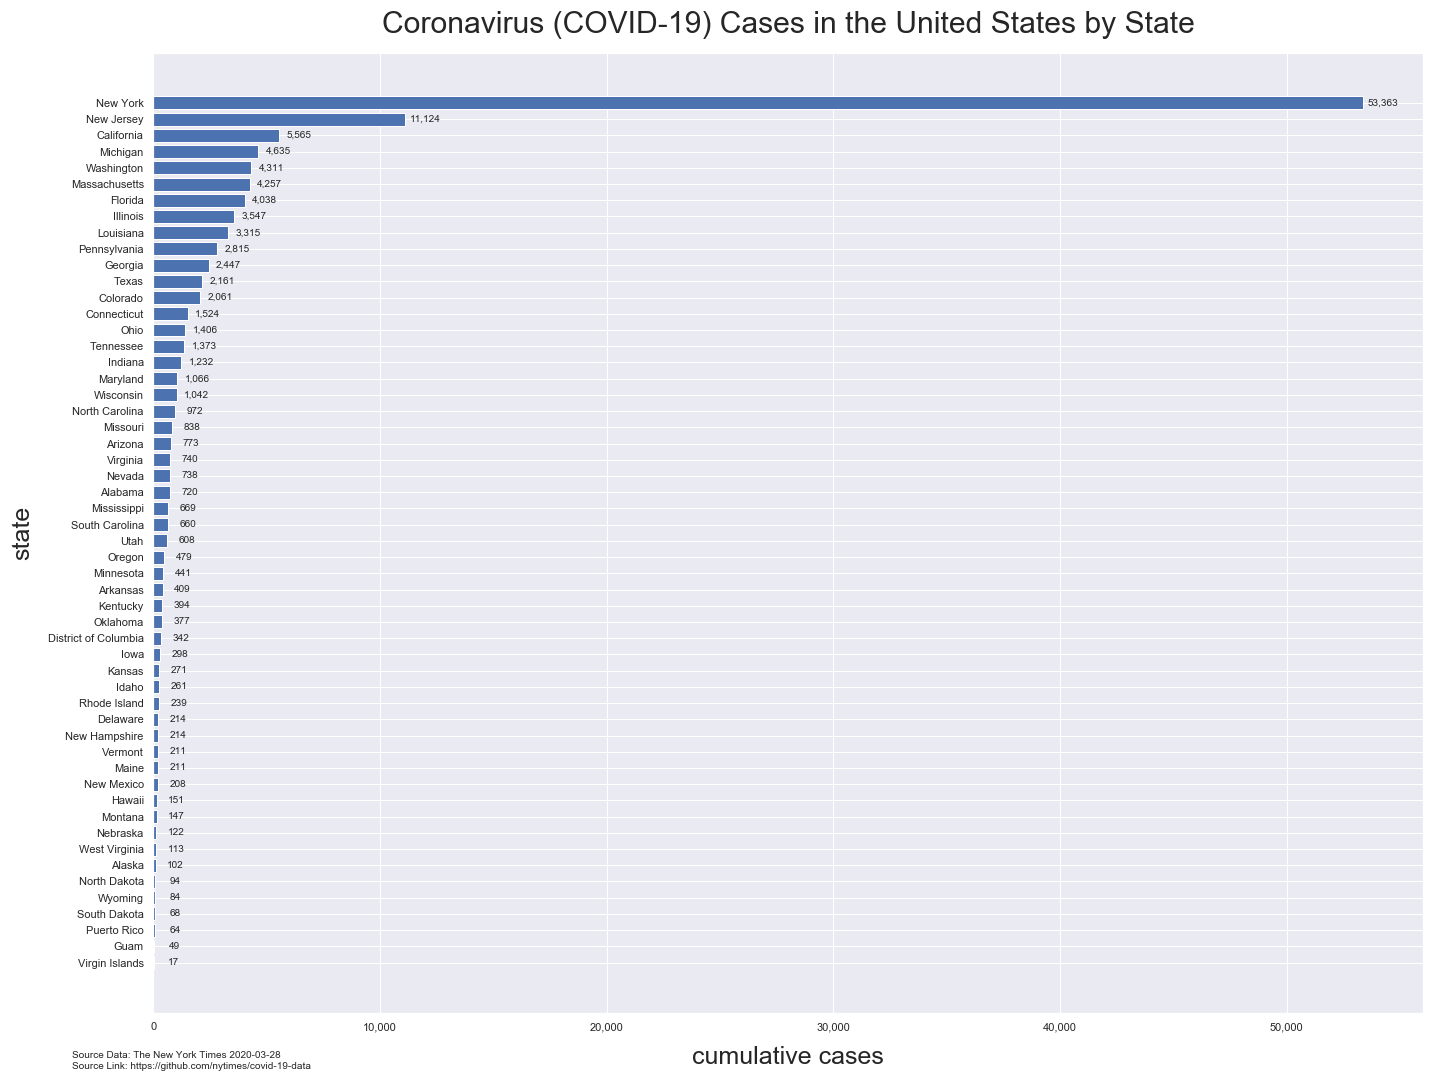 Coronavirus (COVID-19) Cases in the United States by State
New York 53,363
New Jersey 11,124
California 5,565
Michigan 4,635
Washington 4,311
Massachusetts 4,257
Florida 4,038
Illinois 3,547
Louisiana 3,315
Pennsylvania 2,815
Georgia 2,447
Texas 2,161
Colorado 2,061
Connecticut 1,524
Ohio 1,406
Tennessee 1,373
Indiana 1,232
Maryland 1,066
Wisconsin 1,042
North Carolina 972
Missouri 838
Arizona 773
Virginia 740
Nevada 738
Alabama 720
Mississippi 669
South Carolina 660
Utah 608
Oregon 479
Minnesota 441
Arkansas 409
Kentucky 394
Oklahoma 377
District of Columbia 342
Iowa 298
Kansas 271
Idaho 261
Rhode Island 239
Delaware 214
New Hampshire 214
Vermont 211
Maine 211
New Mexico 208
Hawaii 151
Montana 147
Nebraska 122
West Virginia 113
Alaska 102
North Dakota 94
Wyoming 84
South Dakota 68
Puerto Rico 64
Guam 49
Virgin Islands 17
state
0 10,000 20,000 30,000 40,000 50,000
cumulative cases
Source Data: The New York Times 2020-03-28
Source Link: https://github.com/nytimes/covid-19-data